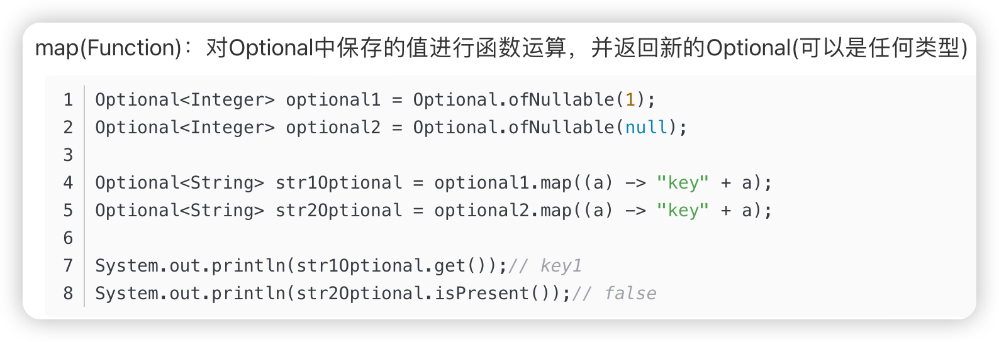 map(Function)：对Optional中保存的值进行函数运算，并返回新的Optional(可以是任何类型)
1 Optional<Integer> optional1 = Optional.ofNullable(1);
2 Optional<Integer> optional2 = Optional.ofNullable(null);
3
4 Optional<String> str1Optional = optional1.map((a) -> "key" + a);
5 Optional<String> str2Optional = optional2.map((a) -> "key" + a);
6
7 System.out.println(str1Optional.get());// key1
8 System.out.println(str2Optional.isPresent());// false